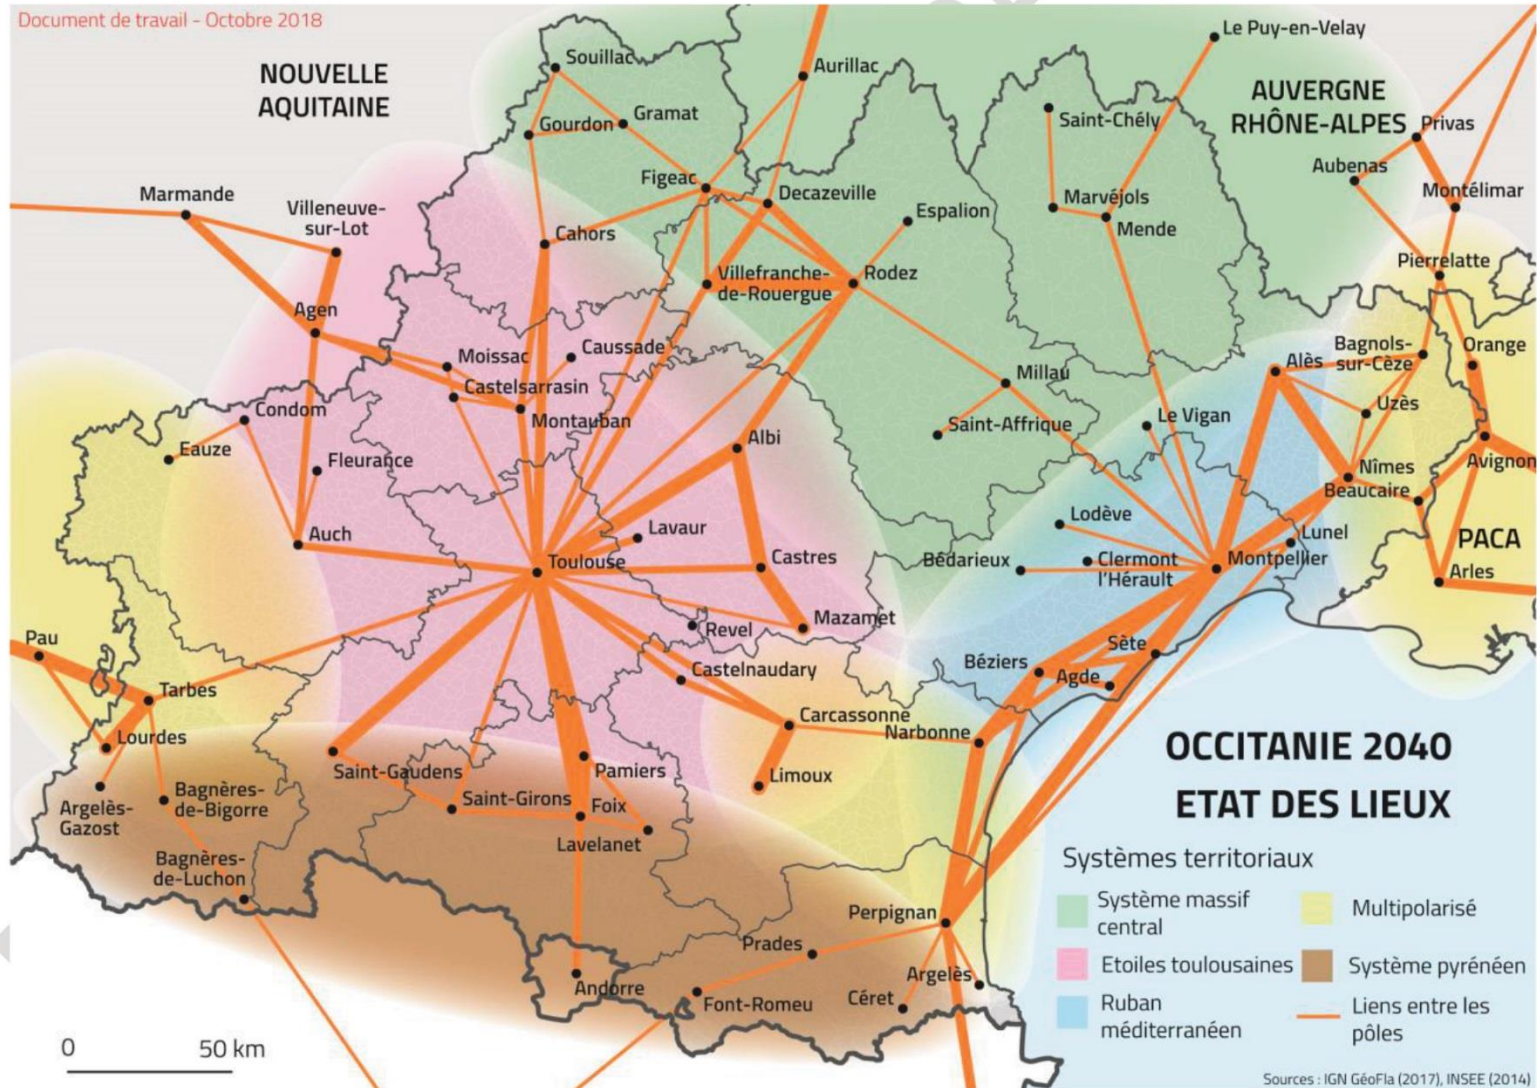 Document de travail - Octobre 2018
NOUVELLE
AQUITAINE
Souillac
Aurillac
Le Puy-en-Velay
AUVERGNE
RHÔNE-ALPES
Gramat
Gourdon
Saint-Chély
Privas
Aubenas
Montélimar
Marmande
Villeneuve-
sur-Lot
Figeac
Decazeville
Espalion
Marvéjols
Mende
Cahors
Villefranche-
de-Rouergue
Rodez
Pierrelatte
Agen
Moissac
Caussade
Castelsarrasin
Montauban
Millau
Saint-Affrique
Le Vigan
Alès
Bagnols-
sur-Cèze
Orange
Uzès
Condom
Eauze
Fleurance
Albi
Nîmes
Beaucaire
Avignon
Auch
Lavaur
Toulouse
Castres
Lodève
Bédarieux
Clermont
l'Hérault
Lunel
Montpellier
PACA
Arles
Mazamet
Revel
Pau
Tarbes
Castelnaudary
Béziers
Sète
Agde
Lourdes
Carcassonne
Narbonne
Saint-Gaudens
Pamiers
Limoux
Argelès-
Gazost
Bagnères-
de-Bigorre
Saint-Girons
Foix
Lavelanet
Bagnères-
de-Luchon
Perpignan
Prades
Argelès
Andorre
Font-Romeu
Céret
OCCITANIE 2040
ETAT DES LIEUX
Systèmes territoriaux
Système massif
central
Multipolarisé
Etoiles toulousaines
Système pyrénéen
Ruban
méditerranéen
Liens entre les
pôles
0 50 km
Sources : IGN GéoFla (2017), INSEE (2014)